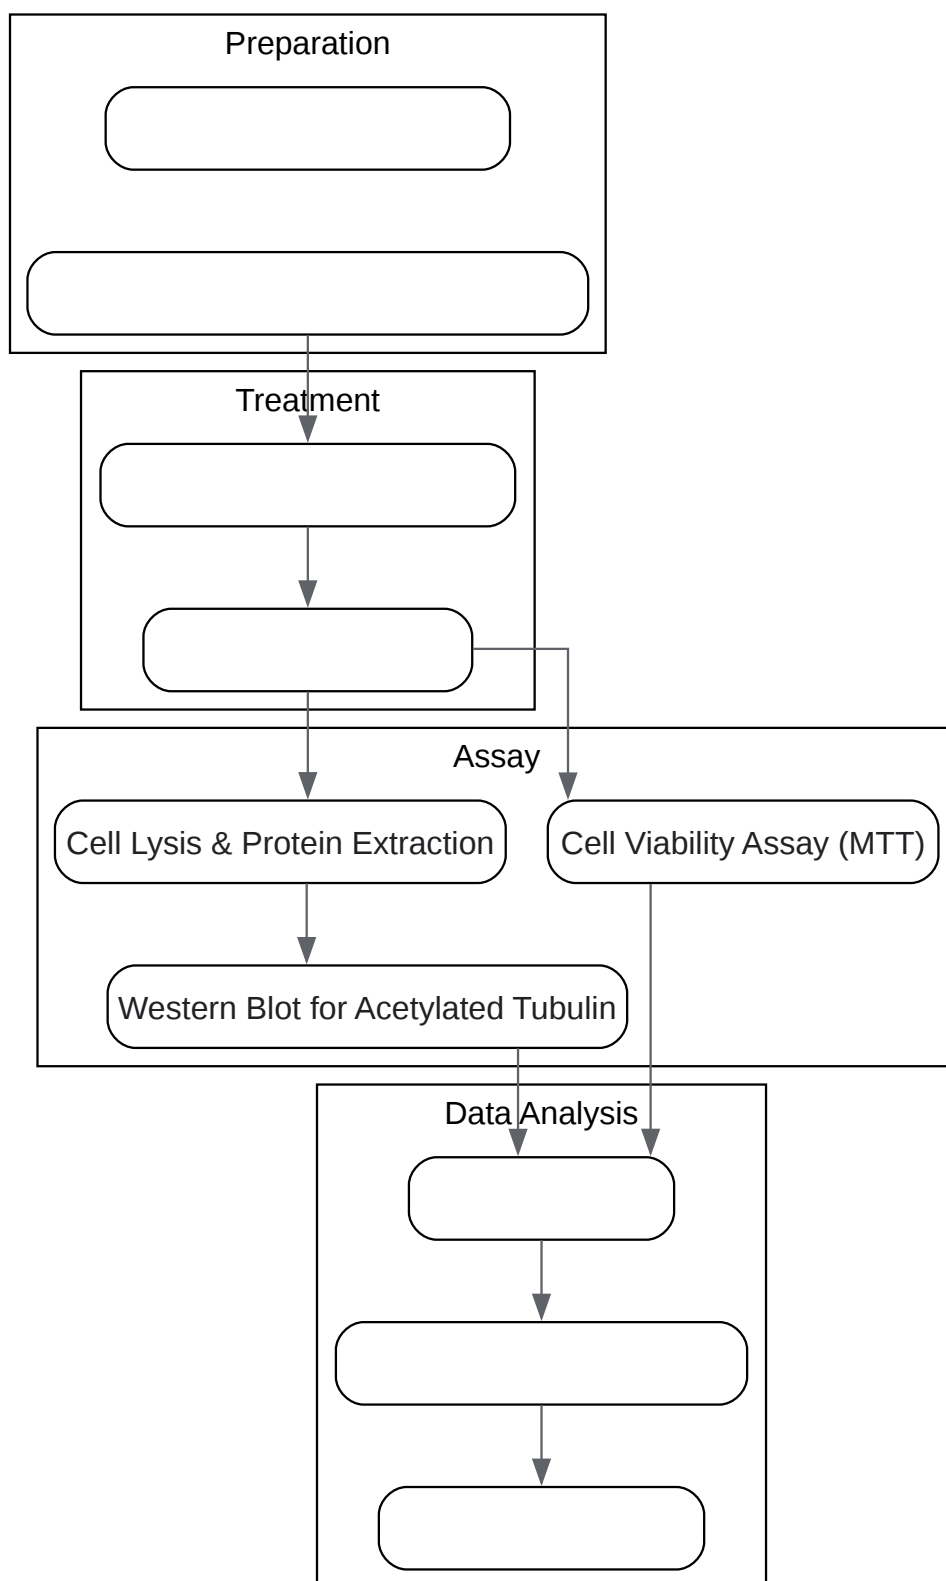 Preparation
Treatment
Assay
Cell Lysis & Protein Extraction
Cell Viability Assay (MTT)
Western Blot for Acetylated Tubulin
Data Analysis